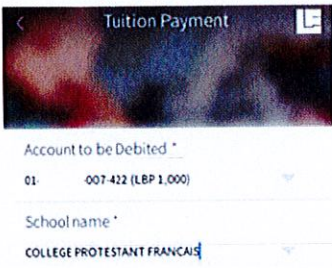 Tuition Payment
Account to be Debited *
01- -007-422 (LBP 1,000)
School name *
COLLEGE PROTESTANT FRANCAIS